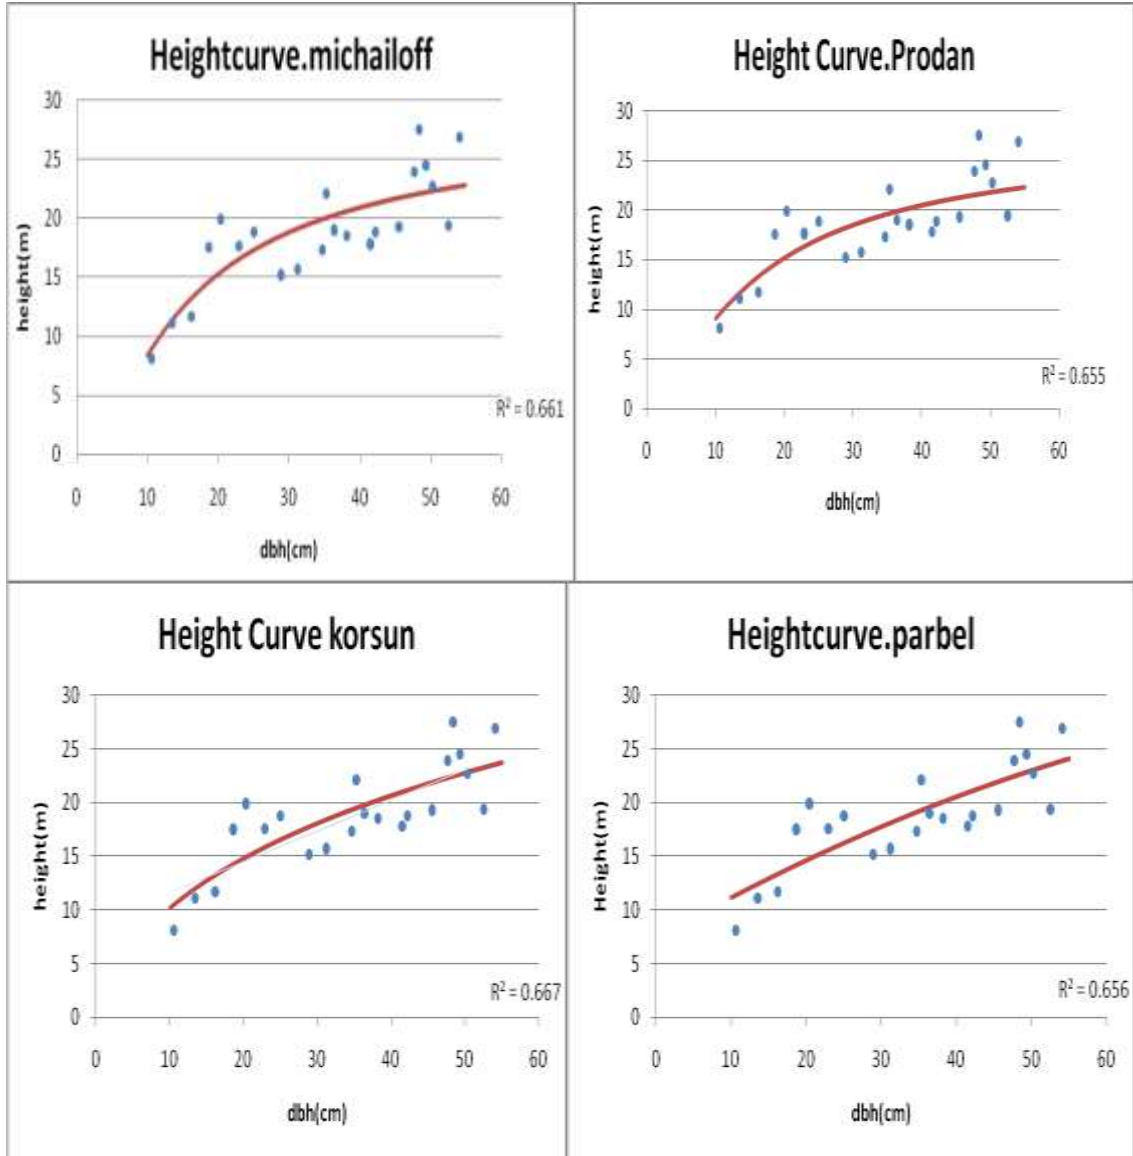 Heightcurve.michailoff
30
25
20
15
10
5
0
height(m)
R² = 0.661
0 10 20 30 40 50 60
dbh(cm)
Height Curve.Prodan
30
25
20
15
10
5
0
height(m)
R² = 0.655
0 10 20 30 40 50 60
dbh(cm)
Height Curve korsun
30
25
20
15
10
5
0
height(m)
R² = 0.667
0 10 20 30 40 50 60
dbh(cm)
Heightcurve.parbel
30
25
20
15
10
5
0
Height(m)
R² = 0.656
0 10 20 30 40 50 60
dbh(cm)